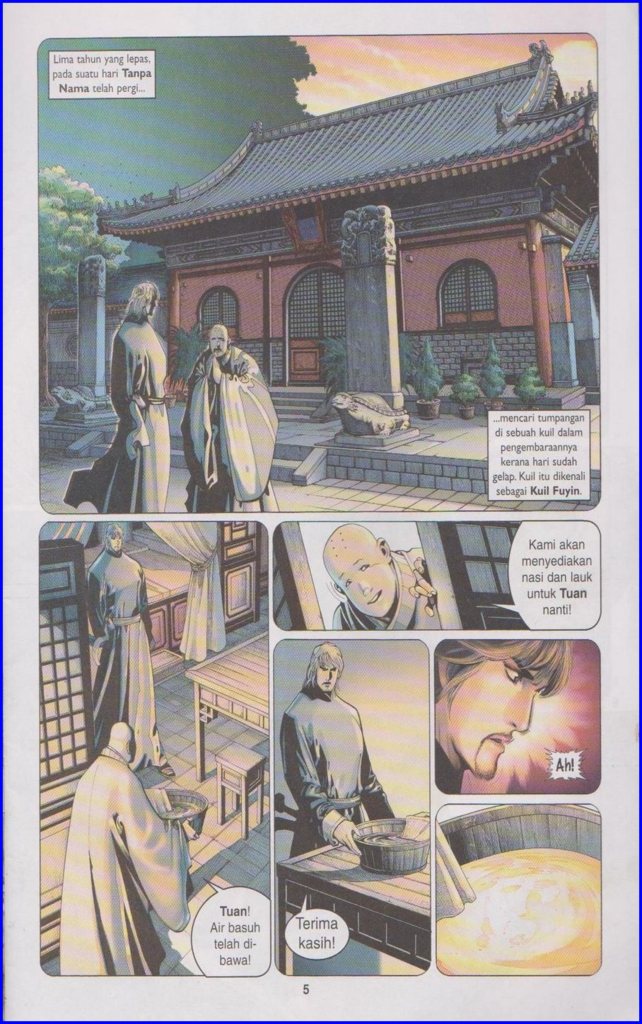 Lima tahun yang lepas,
pada suatu hari Tanpa
Nama telah pergi...
...mencari tumpangan
di sebuah kuil dalam
pengembaraannya
kerana hari sudah
gelap. Kuil itu dikenali
sebagai Kuil Fuyin.
Tuan!
Air basuh
telah di-
bawa!
Kami akan
menyediakan
nasi dan lauk
untuk Tuan
nanti!
Terima
kasih!
Ah!
5